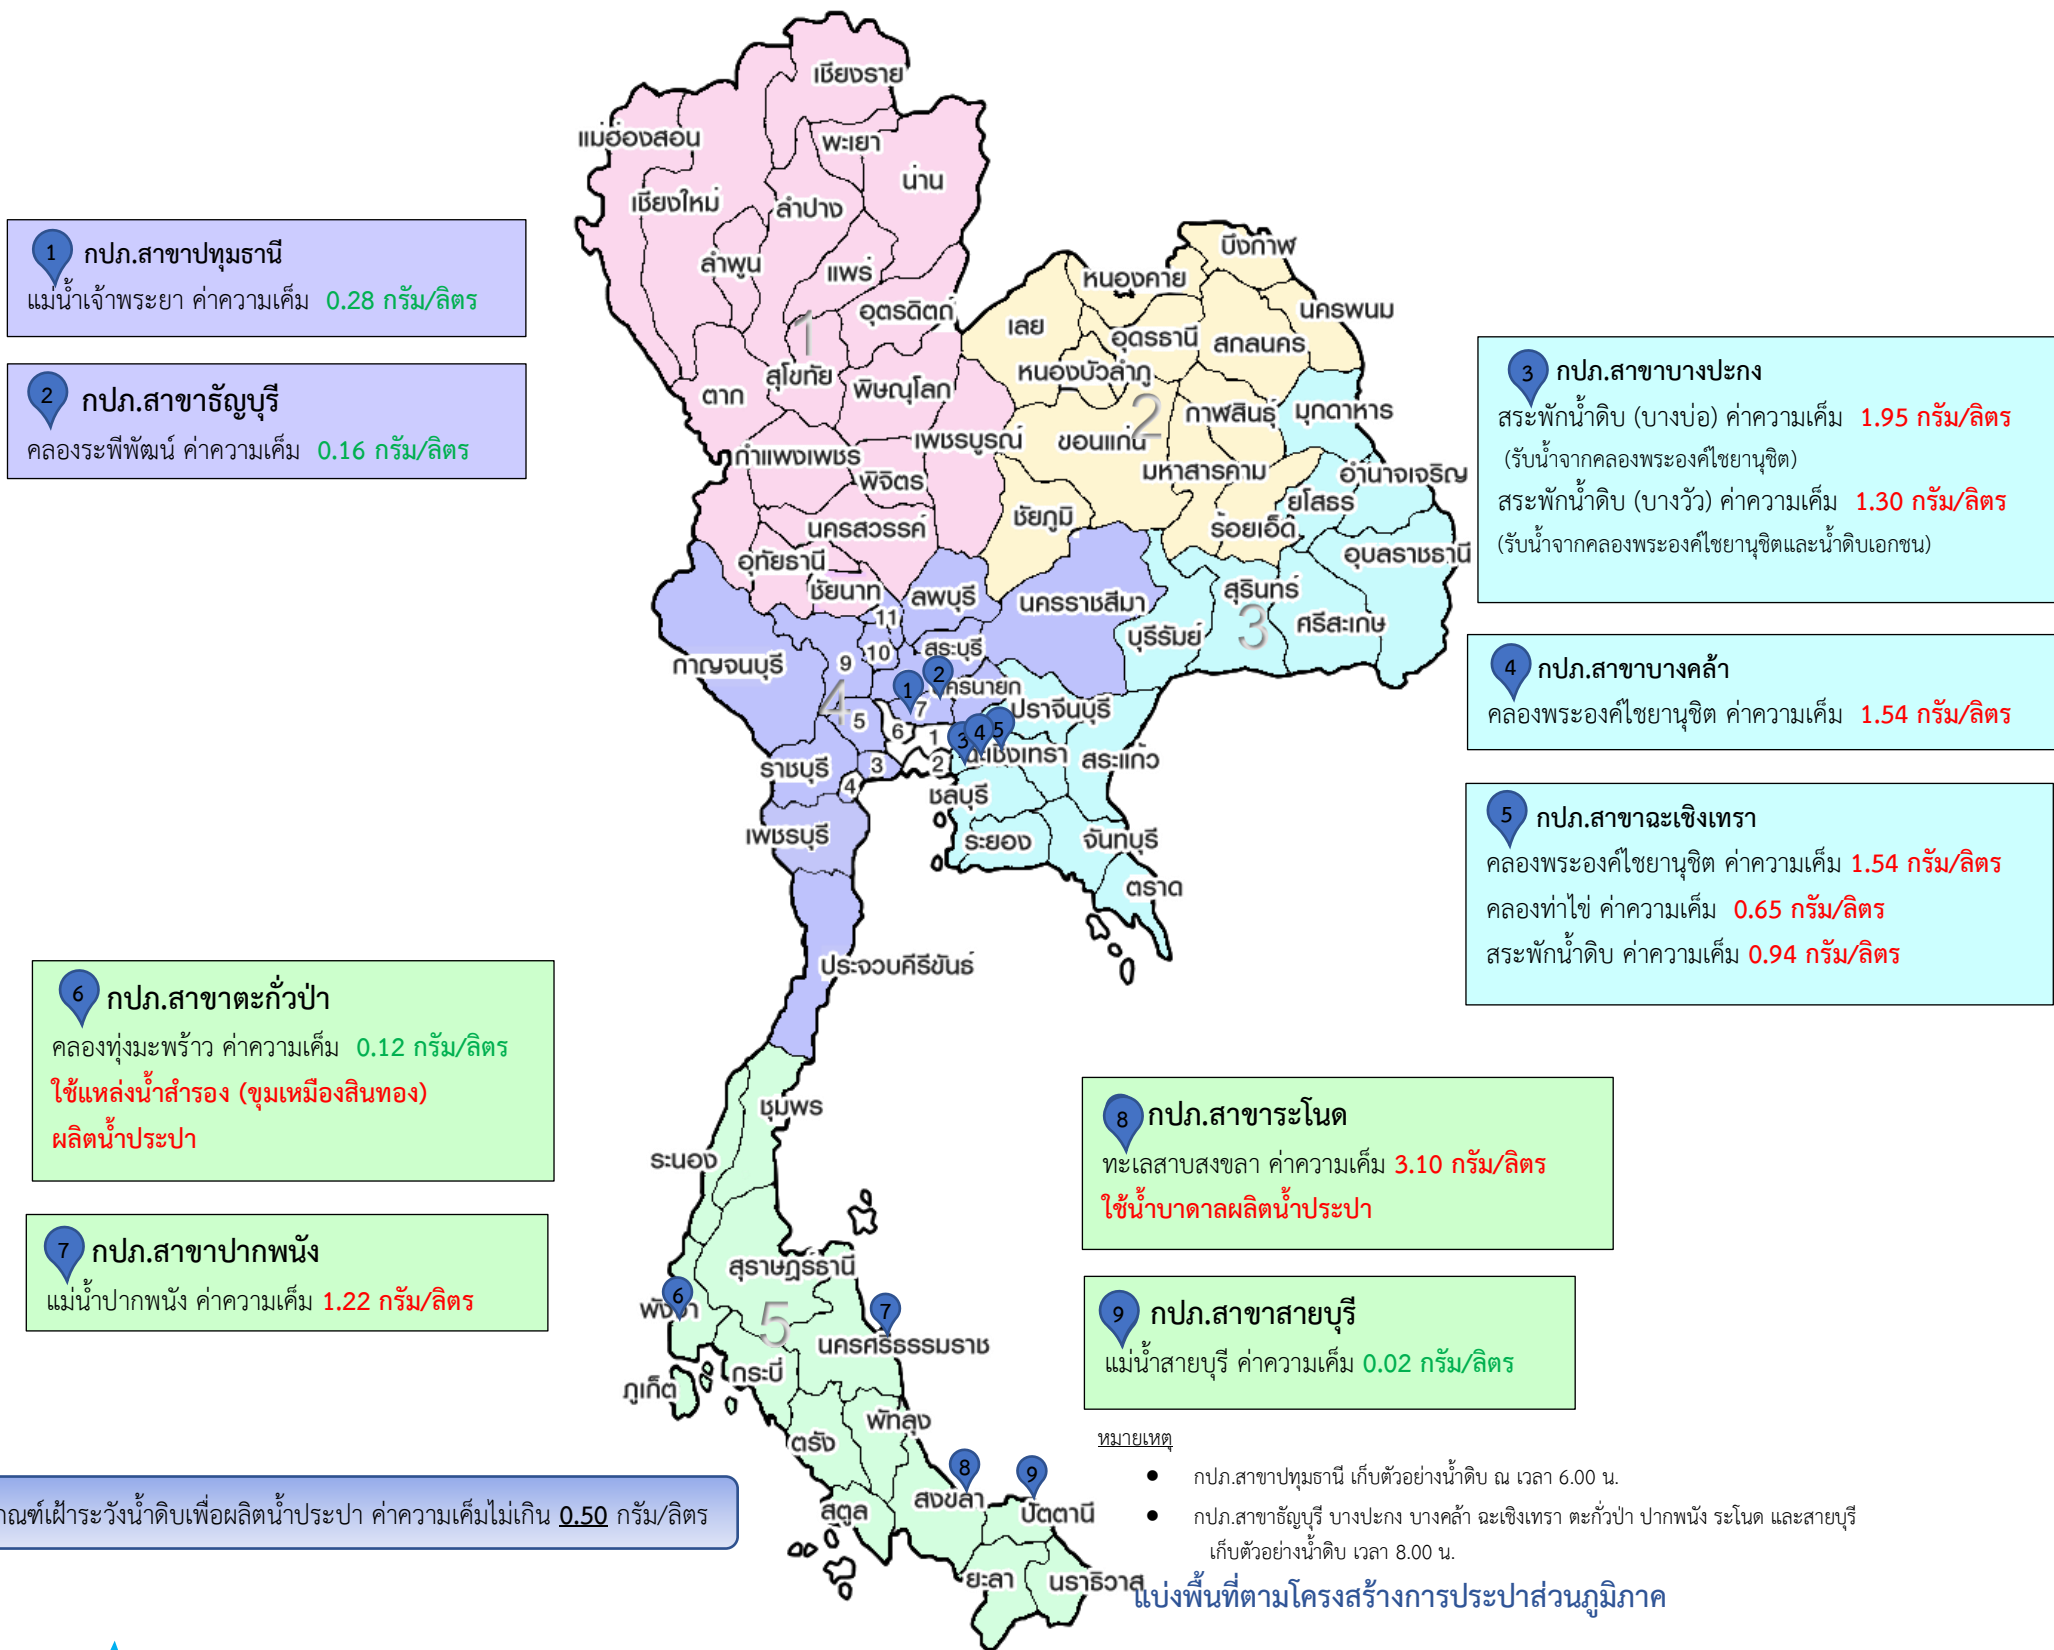 1 กปภ.สาขาปทุมธานี
แม่น้ำเจ้าพระยา ค่าความเค็ม 0.28 กรัม/ลิตร
2 กปภ.สาขาธัญบุรี
คลองระพีพัฒน์ ค่าความเค็ม 0.16 กรัม/ลิตร
3 กปภ.สาขาบางปะกง
สระพักน้ำดิบ (บางบ่อ) ค่าความเค็ม 1.95 กรัม/ลิตร
(รับน้ำจากคลองพระองค์ไชยานุชิต)
สระพักน้ำดิบ (บางวัว) ค่าความเค็ม 1.30 กรัม/ลิตร
(รับน้ำจากคลองพระองค์ไชยานุชิตและน้ำดิบเอกชน)
4 กปภ.สาขาบางคล้า
คลองพระองค์ไชยานุชิต ค่าความเค็ม 1.54 กรัม/ลิตร
5 กปภ.สาขาฉะเชิงเทรา
คลองพระองค์ไชยานุชิต ค่าความเค็ม 1.54 กรัม/ลิตร
คลองท่าไข่ ค่าความเค็ม 0.65 กรัม/ลิตร
สระพักน้ำดิบ ค่าความเค็ม 0.94 กรัม/ลิตร
6 กปภ.สาขาตะกั่วป่า
คลองทุ่งมะพร้าว ค่าความเค็ม 0.12 กรัม/ลิตร
ใช้แหล่งน้ำสำรอง (ขุมเหมืองสินทอง)
ผลิตน้ำประปา
7 กปภ.สาขาปากพนัง
แม่น้ำปากพนัง ค่าความเค็ม 1.22 กรัม/ลิตร
8 กปภ.สาขาระโนด
ทะเลสาบสงขลา ค่าความเค็ม 3.10 กรัม/ลิตร
ใช้น้ำบาดาลผลิตน้ำประปา
9 กปภ.สาขาสายบุรี
แม่น้ำสายบุรี ค่าความเค็ม 0.02 กรัม/ลิตร
เชียงราย
แม่ฮ่องสอน
พะเยา
น่าน
เชียงใหม่
ลำปาง
ลำพูน
แพร่
อุตรดิตถ์
1
สุโขทัย
ตาก
พิษณุโลก
เพชรบูรณ์
กำแพงเพชร
พิจิตร
นครสวรรค์
อุทัยธานี
ชัยนาท
บึงกาฬ
หนองคาย
นครพนม
เลย
อุดรธานี
สกลนคร
หนองบัวลำภู
2
กาฬสินธุ์
มุกดาหาร
ขอนแก่น
มหาสารคาม
อำนาจเจริญ
ยโสธร
ชัยภูมิ
ร้อยเอ็ด
อุบลราชธานี
ลพบุรี
นครราชสีมา
สุรินทร์
3
ศรีสะเกษ
บุรีรัมย์
11
10
9
สระบุรี
กาญจนบุรี
4
1
2
7
5
6
1
2
3
4
3
4
5
ปราจีนบุรี
สระแก้ว
ราชบุรี
ชลบุรี
เพชรบุรี
ระยอง
จันทบุรี
ตราด
ประจวบคีรีขันธ์
ชุมพร
ระนอง
สุราษฎร์ธานี
6
7
5
นครศรีธรรมราช
กระบี่
ภูเก็ต
พัทลุง
ตรัง
8
9
สงขลา
ปัตตานี
สตูล
ยะลา
นราธิวาส
ณฑ์เฝ้าระวังน้ำดิบเพื่อผลิตน้ำประปา ค่าความเค็มไม่เกิน 0.50 กรัม/ลิตร
หมายเหตุ
● กปภ.สาขาปทุมธานี เก็บตัวอย่างน้ำดิบ ณ เวลา 6.00 น.
● กปภ.สาขาธัญบุรี บางปะกง บางคล้า ฉะเชิงเทรา ตะกั่วป่า ปากพนัง ระโนด และสายบุรี
เก็บตัวอย่างน้ำดิบ เวลา 8.00 น.
แบ่งพื้นที่ตามโครงสร้างการประปาส่วนภูมิภาค